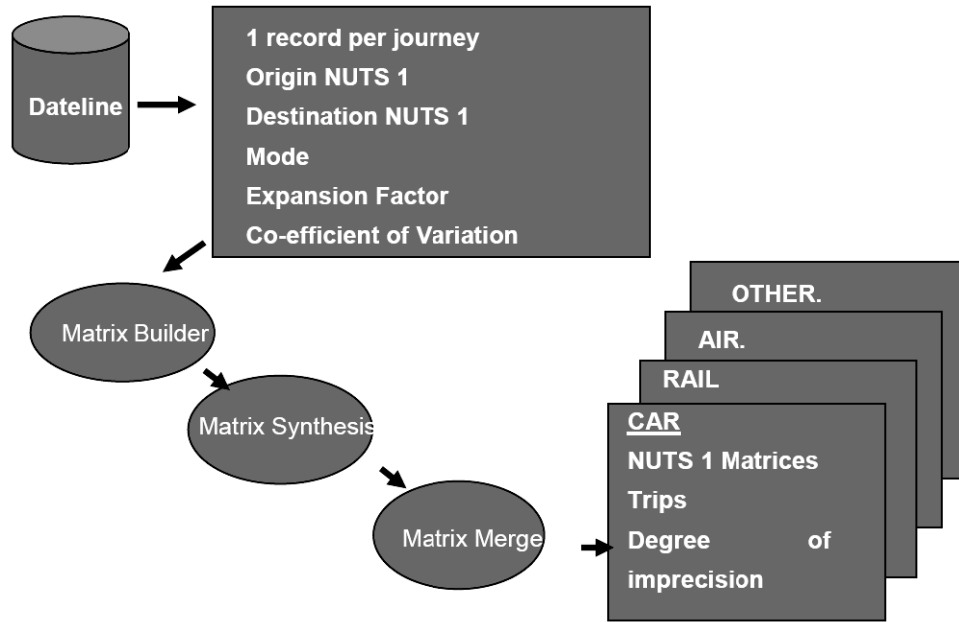 Dateline
1 record per journey
Origin NUTS 1
Destination NUTS 1
Mode
Expansion Factor
Co-efficient of Variation
Matrix Builder
Matrix Synthesis
Matrix Merge
OTHER.
AIR.
RAIL
CAR
NUTS 1 Matrices
Trips
Degree of
imprecision